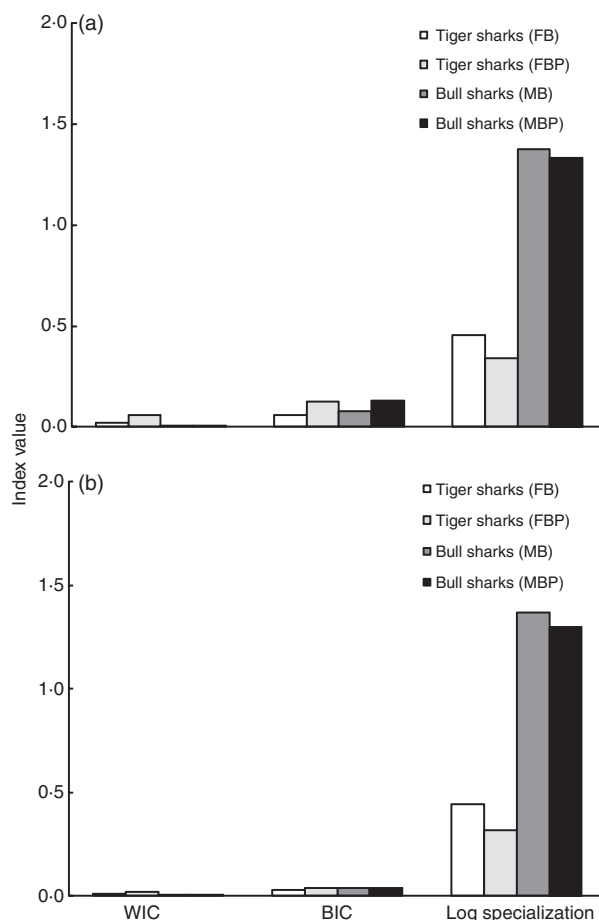 (a)
2·0
1·5
1·0
0·5
0·0
Tiger sharks (FB)
Tiger sharks (FBP)
Bull sharks (MB)
Bull sharks (MBP)
Index value
(b)
2·0
1·5
1·0
0·5
0·0
Tiger sharks (FB)
Tiger sharks (FBP)
Bull sharks (MB)
Bull sharks (MBP)
WIC BIC Log specialization